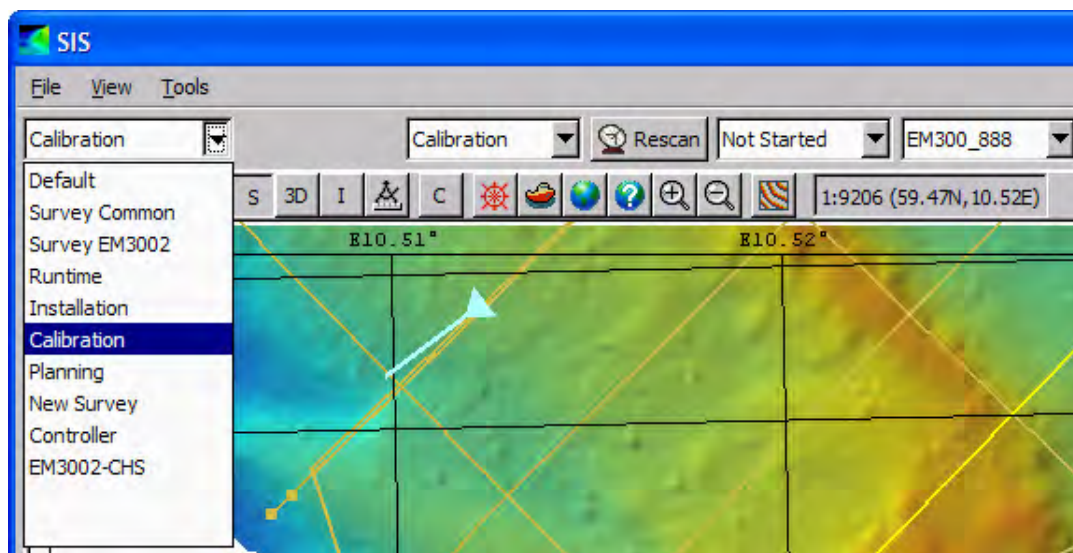 SIS
File View Tools
Calibration Calibration Rescan Not Started EM300_888
Default
Survey Common
Survey EM3002
Runtime
Installation
Calibration
Planning
New Survey
Controller
EM3002-CHS
S 3D I C 1:9206 (59.47N,10.52E)
E10.51° E10.52°